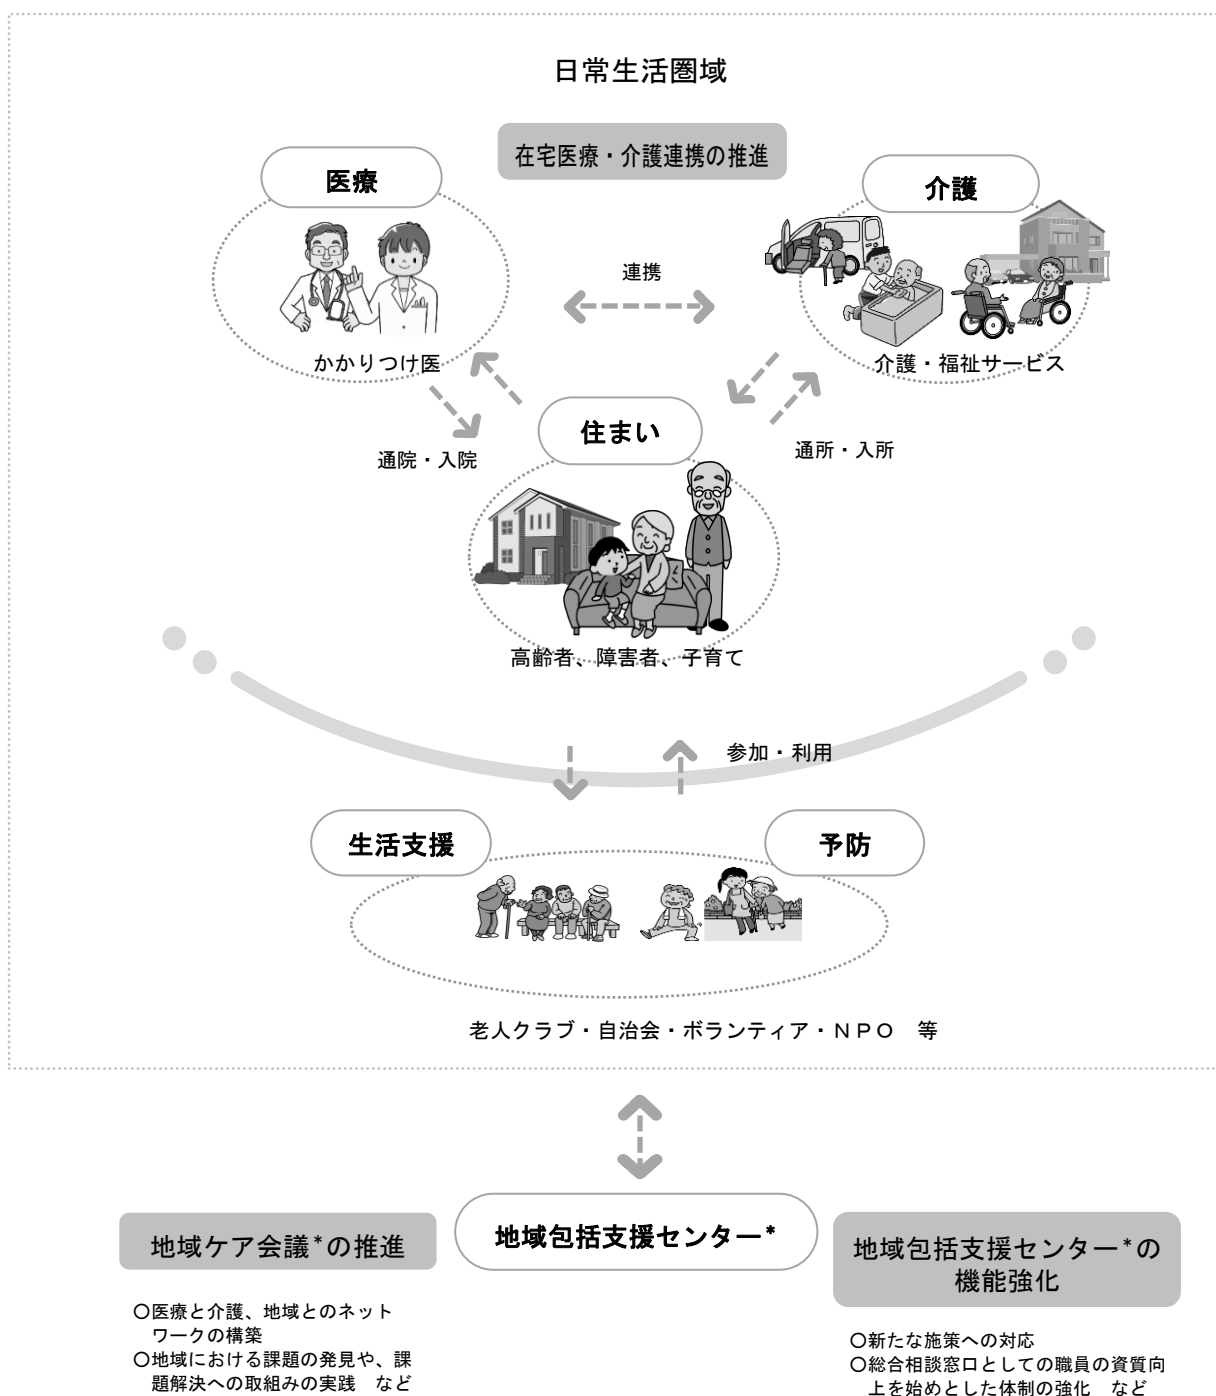 日常生活圏域
在宅医療・介護連携の推進
医療
介護
連携
かかりつけ医
介護・福祉サービス
住まい
通院・入院
通所・入所
高齢者、障害者、子育て
参加・利用
生活支援
予防
老人クラブ・自治会・ボランティア・ＮＰＯ　等
地域包括支援センター*
地域ケア会議*の推進
〇医療と介護、地域とのネット
ワークの構築
〇地域における課題の発見や、課
題解決への取組みの実践　など
地域包括支援センター*の
機能強化
〇新たな施策への対応
〇総合相談窓口としての職員の資質向
上を始めとした体制の強化　など